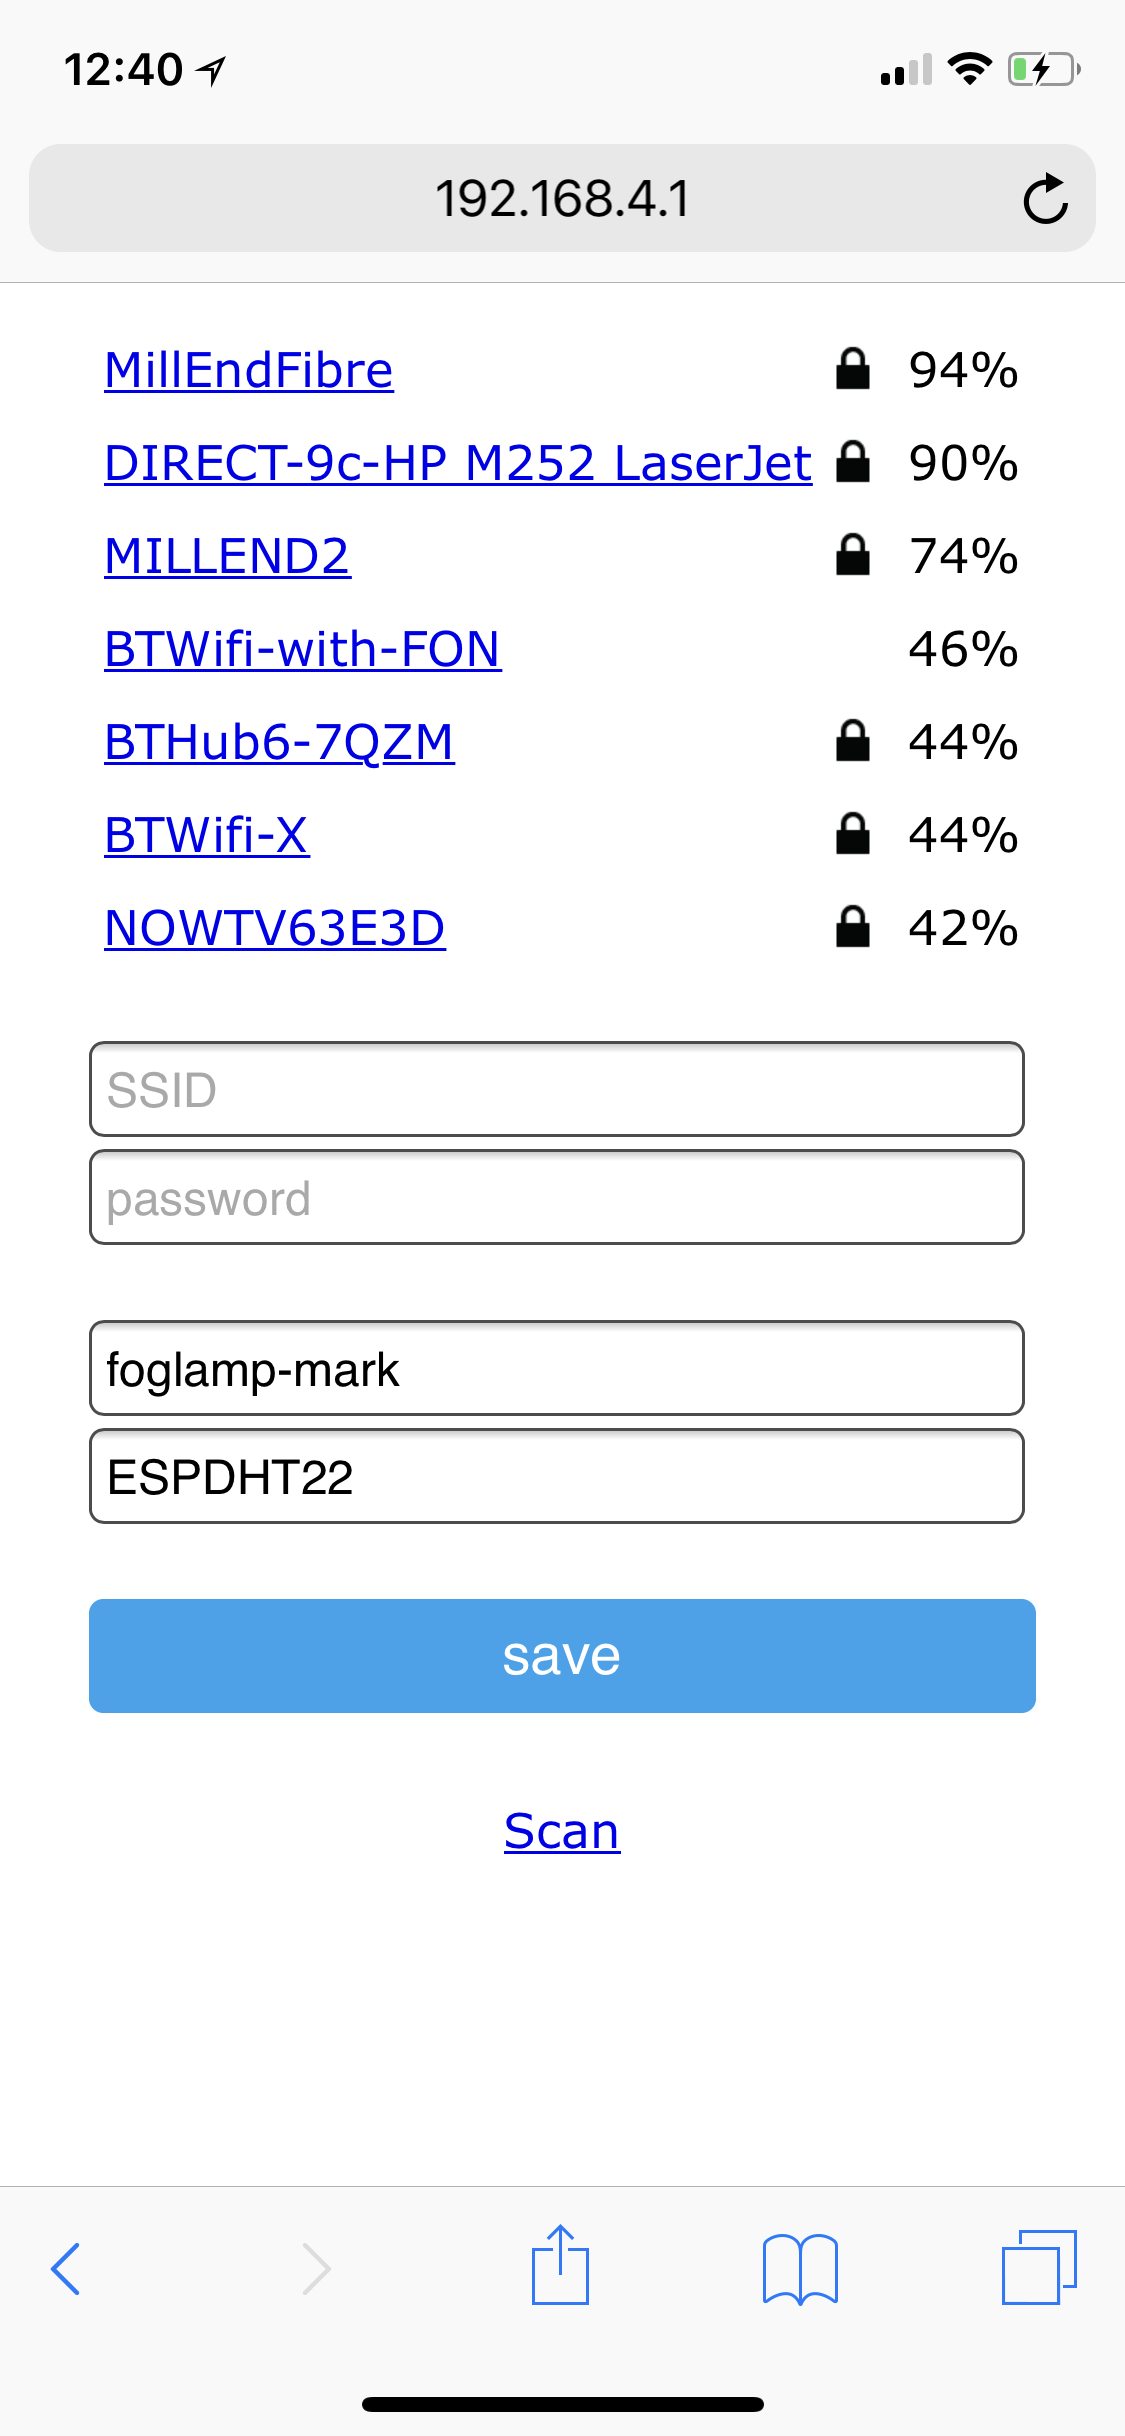 12:40
192.168.4.1
MillEndFibre 94%
DIRECT-9c-HP M252 LaserJet 90%
MILLEND2 74%
BTWifi-with-FON 46%
BTHub6-7QZM 44%
BTWifi-X 44%
NOWTV63E3D 42%
SSID
password
foglamp-mark
ESPDHT22
save
Scan